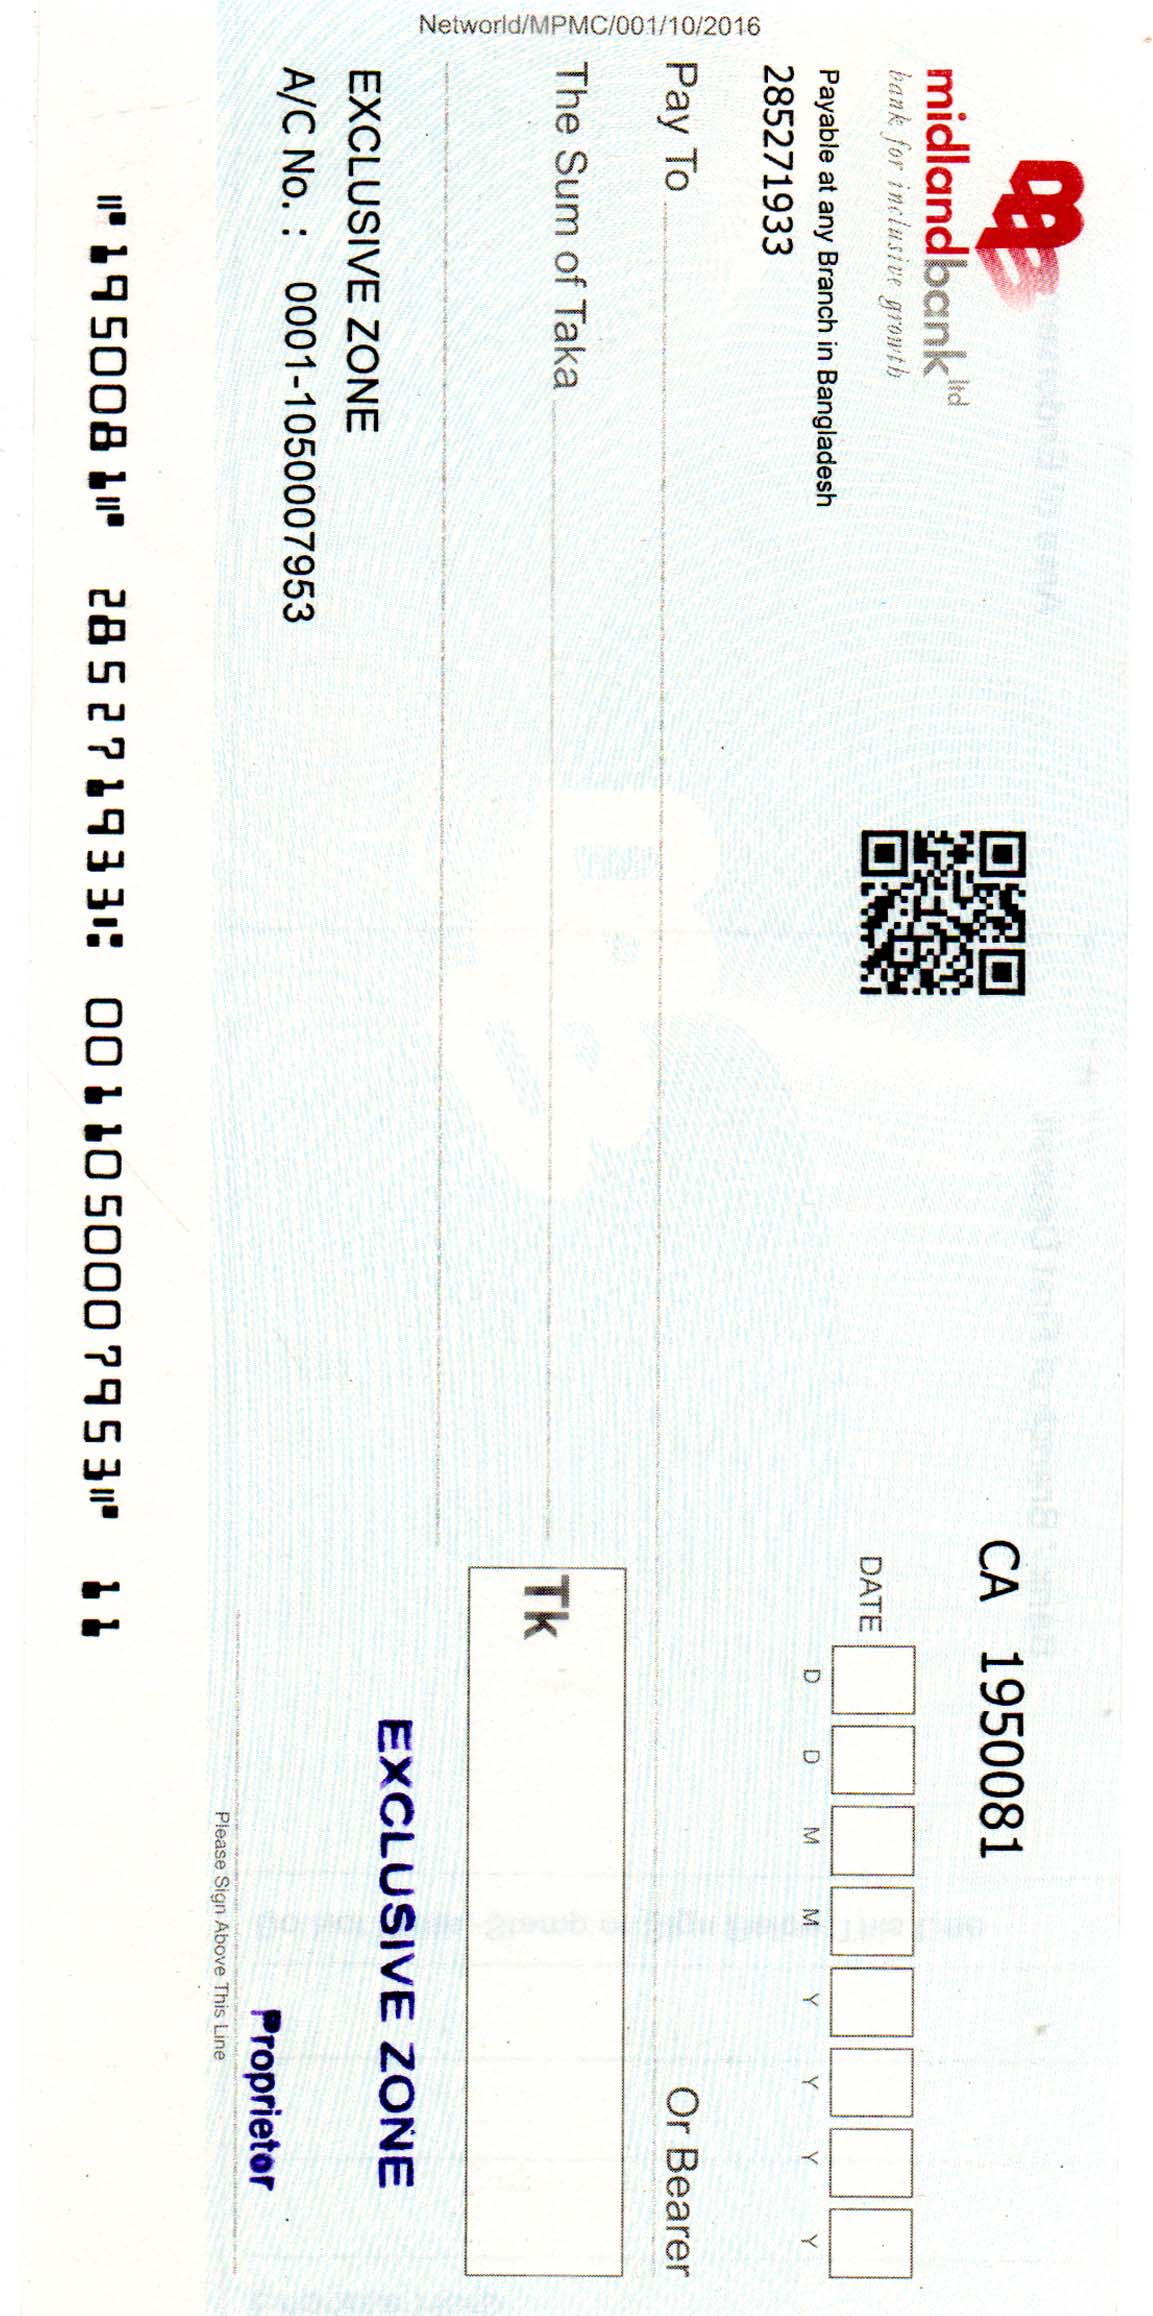 midlandbank ltd
bank for inclusive growth
CA 1950081
DATE
D D M M Y Y Y Y
Payable at any Branch in Bangladesh
285271933
Networld/MPMC/001/10/2016
Pay To
Or Bearer
The Sum of Taka
Tk
EXCLUSIVE ZONE
EXCLUSIVE ZONE
A/C No. : 0001-1050007953
Proprietor
Please Sign Above This Line
⑈1950081⑈ 285271933⑆ 0011050007953⑈ 11